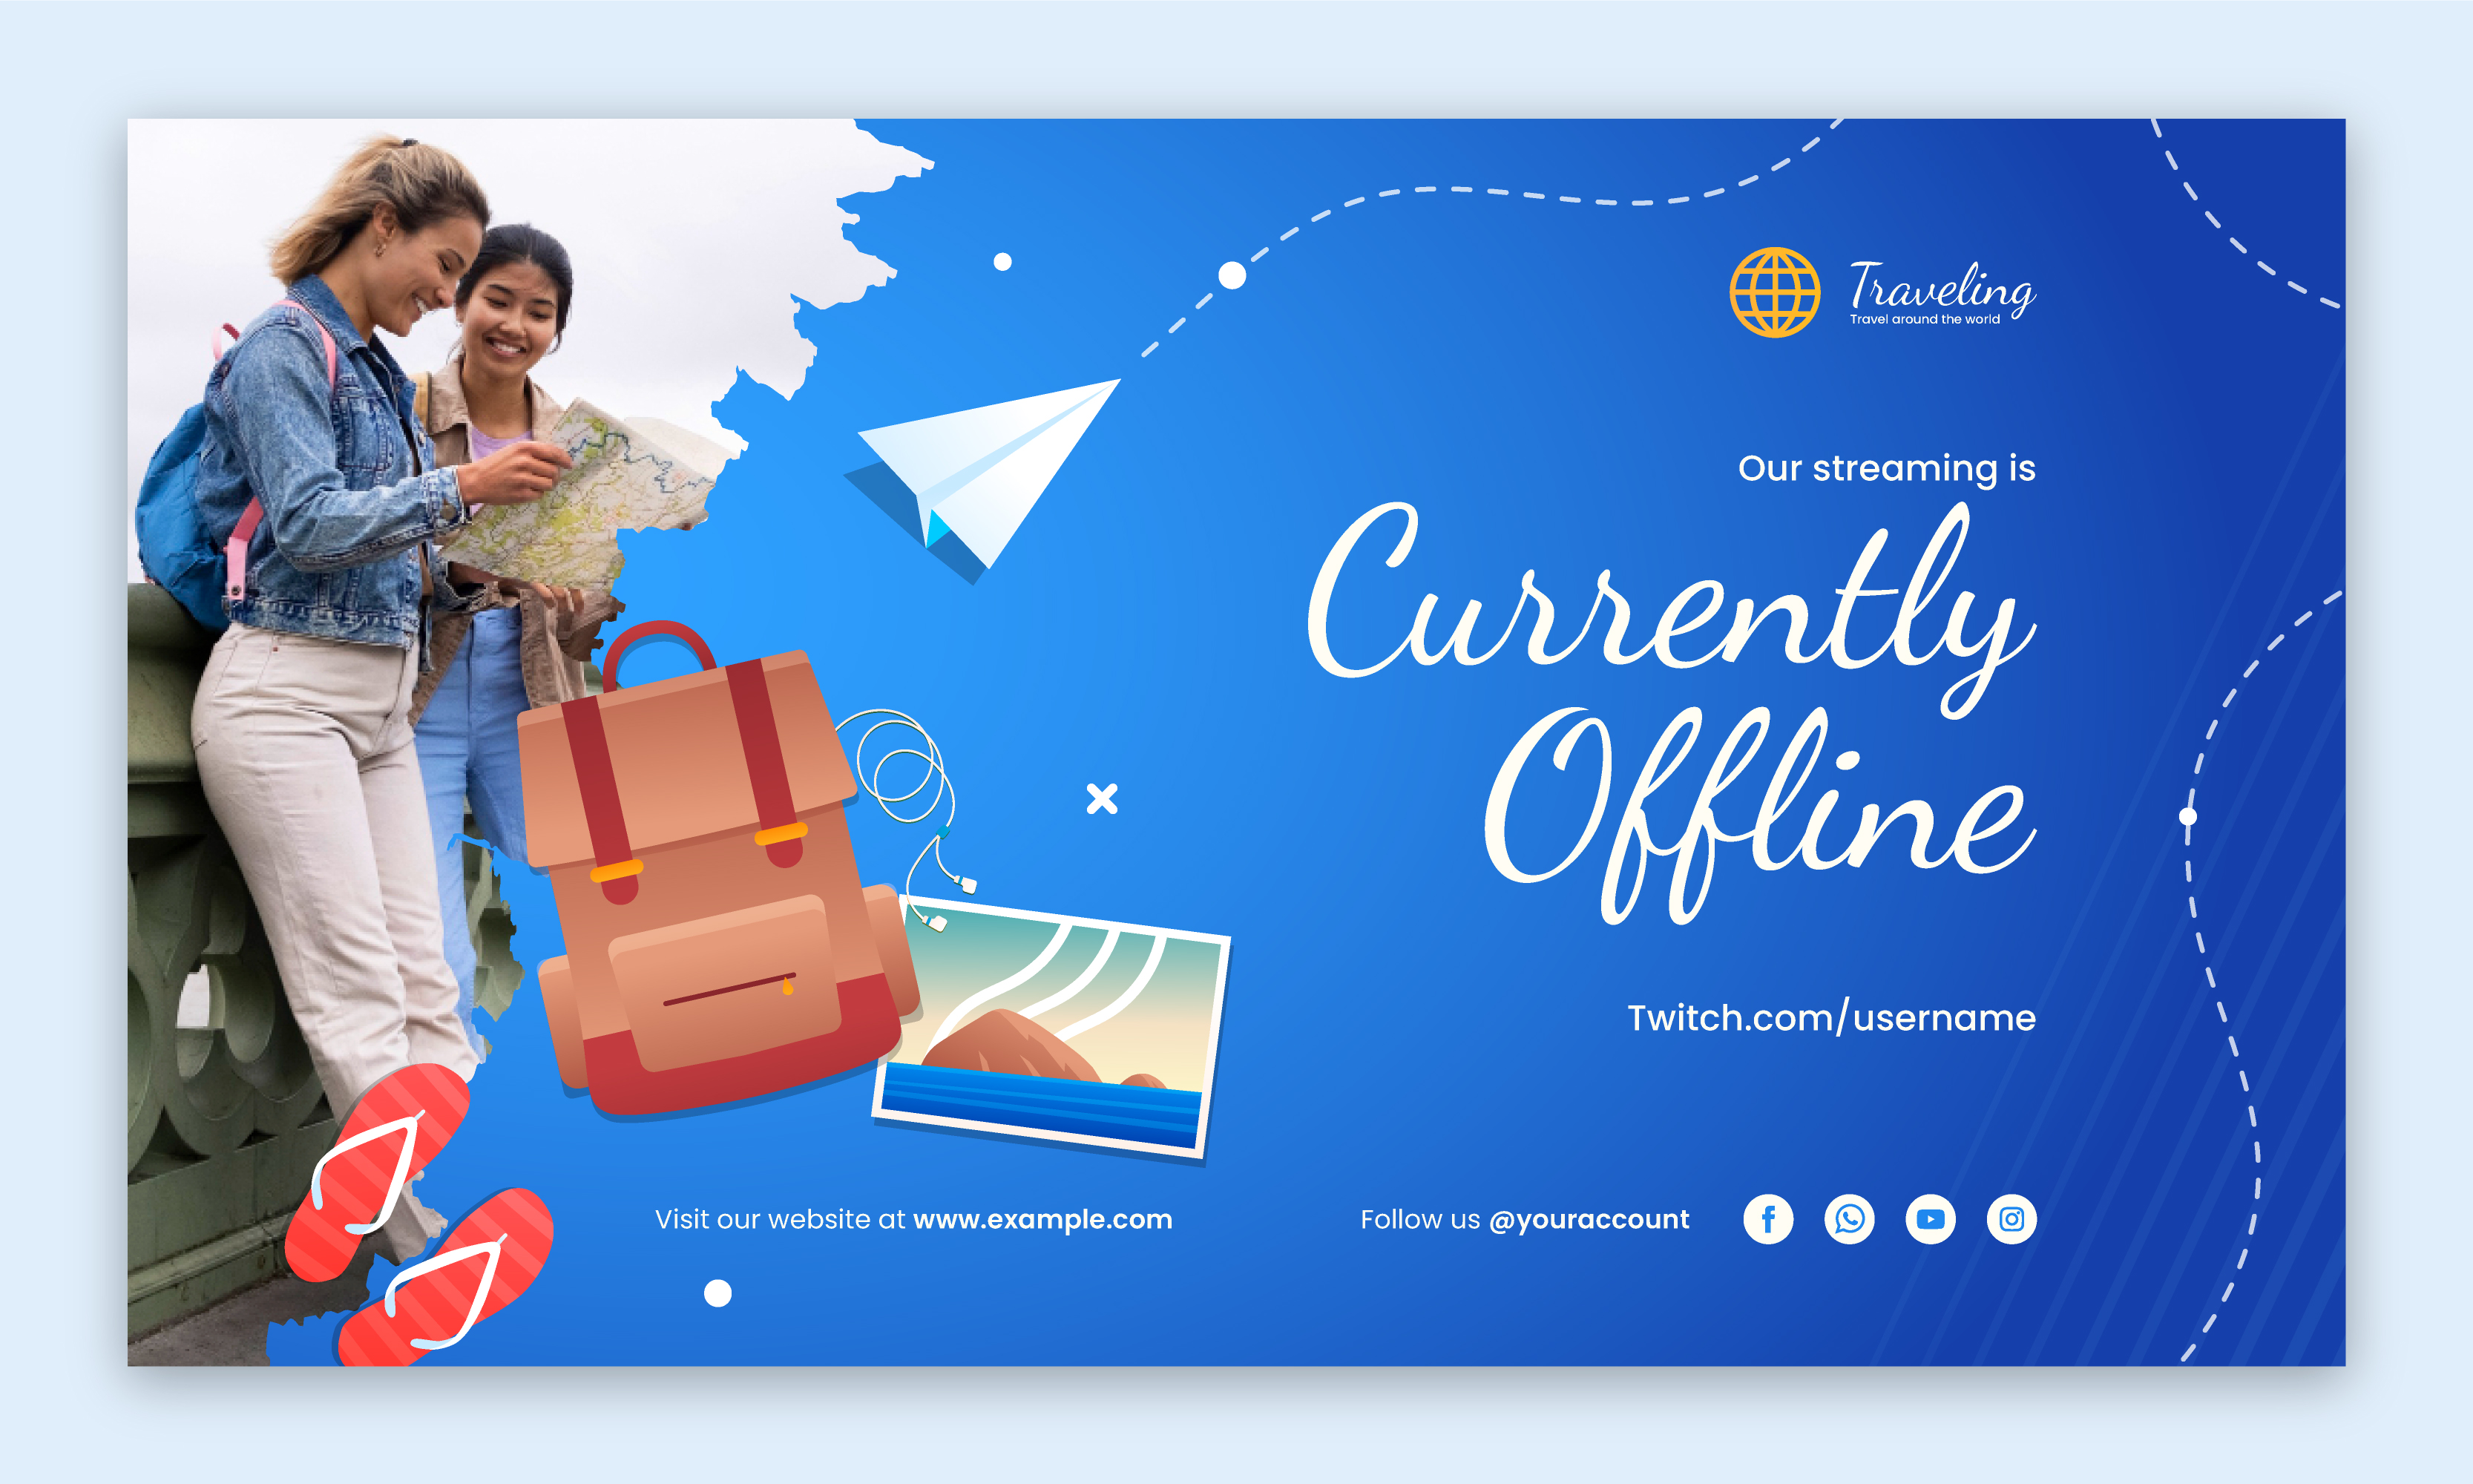 Traveling
Travel around the world
Our streaming is
Currently
Offline
Twitch.com/username
Visit our website at www.example.com
Follow us @youraccount